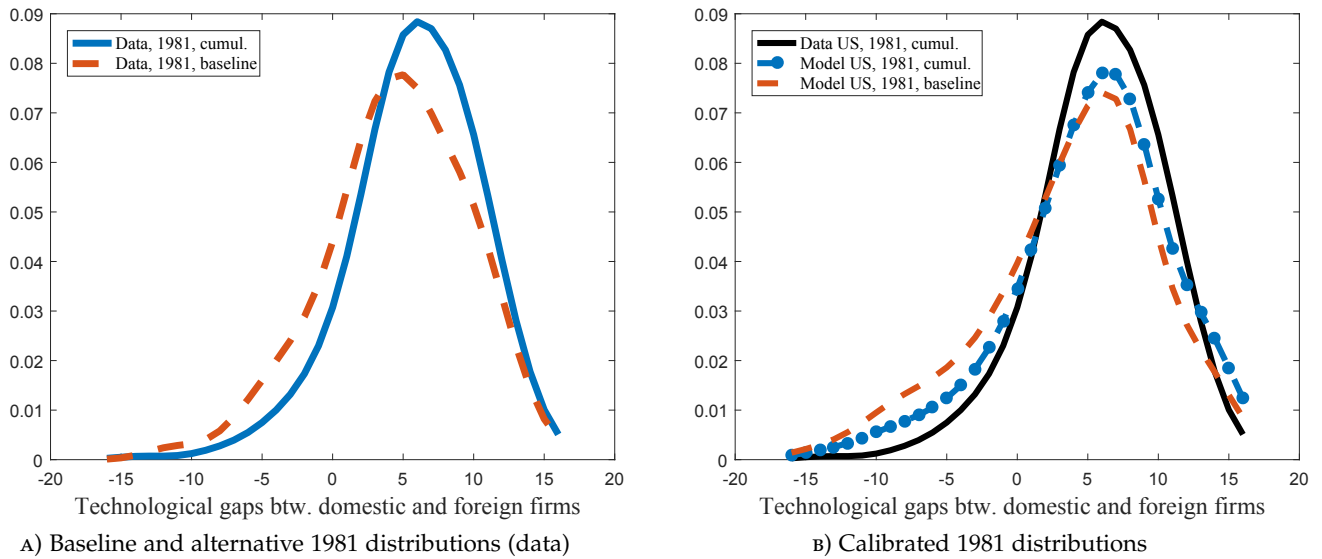 0.09
0.08
0.07
0.06
0.05
0.04
0.03
0.02
0.01
0
-20 -15 -10 -5 0 5 10 15 20
Data, 1981, cumul.
Data, 1981, baseline
Technological gaps btw. domestic and foreign firms
A) Baseline and alternative 1981 distributions (data)
0.09
0.08
0.07
0.06
0.05
0.04
0.03
0.02
0.01
0
-20 -15 -10 -5 0 5 10 15 20
Data US, 1981, cumul.
Model US, 1981, cumul.
Model US, 1981, baseline
Technological gaps btw. domestic and foreign firms
B) Calibrated 1981 distributions